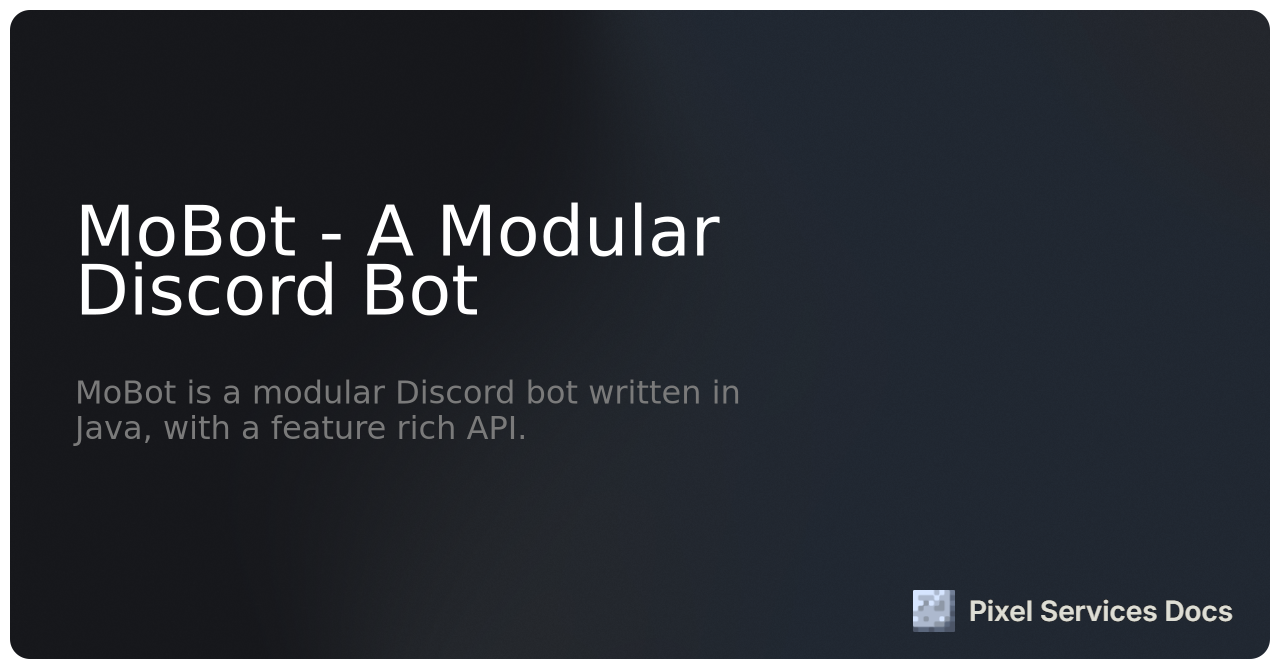 MoBot - A Modular
Discord Bot
MoBot is a modular Discord bot written in
Java, with a feature rich API.
Pixel Services Docs